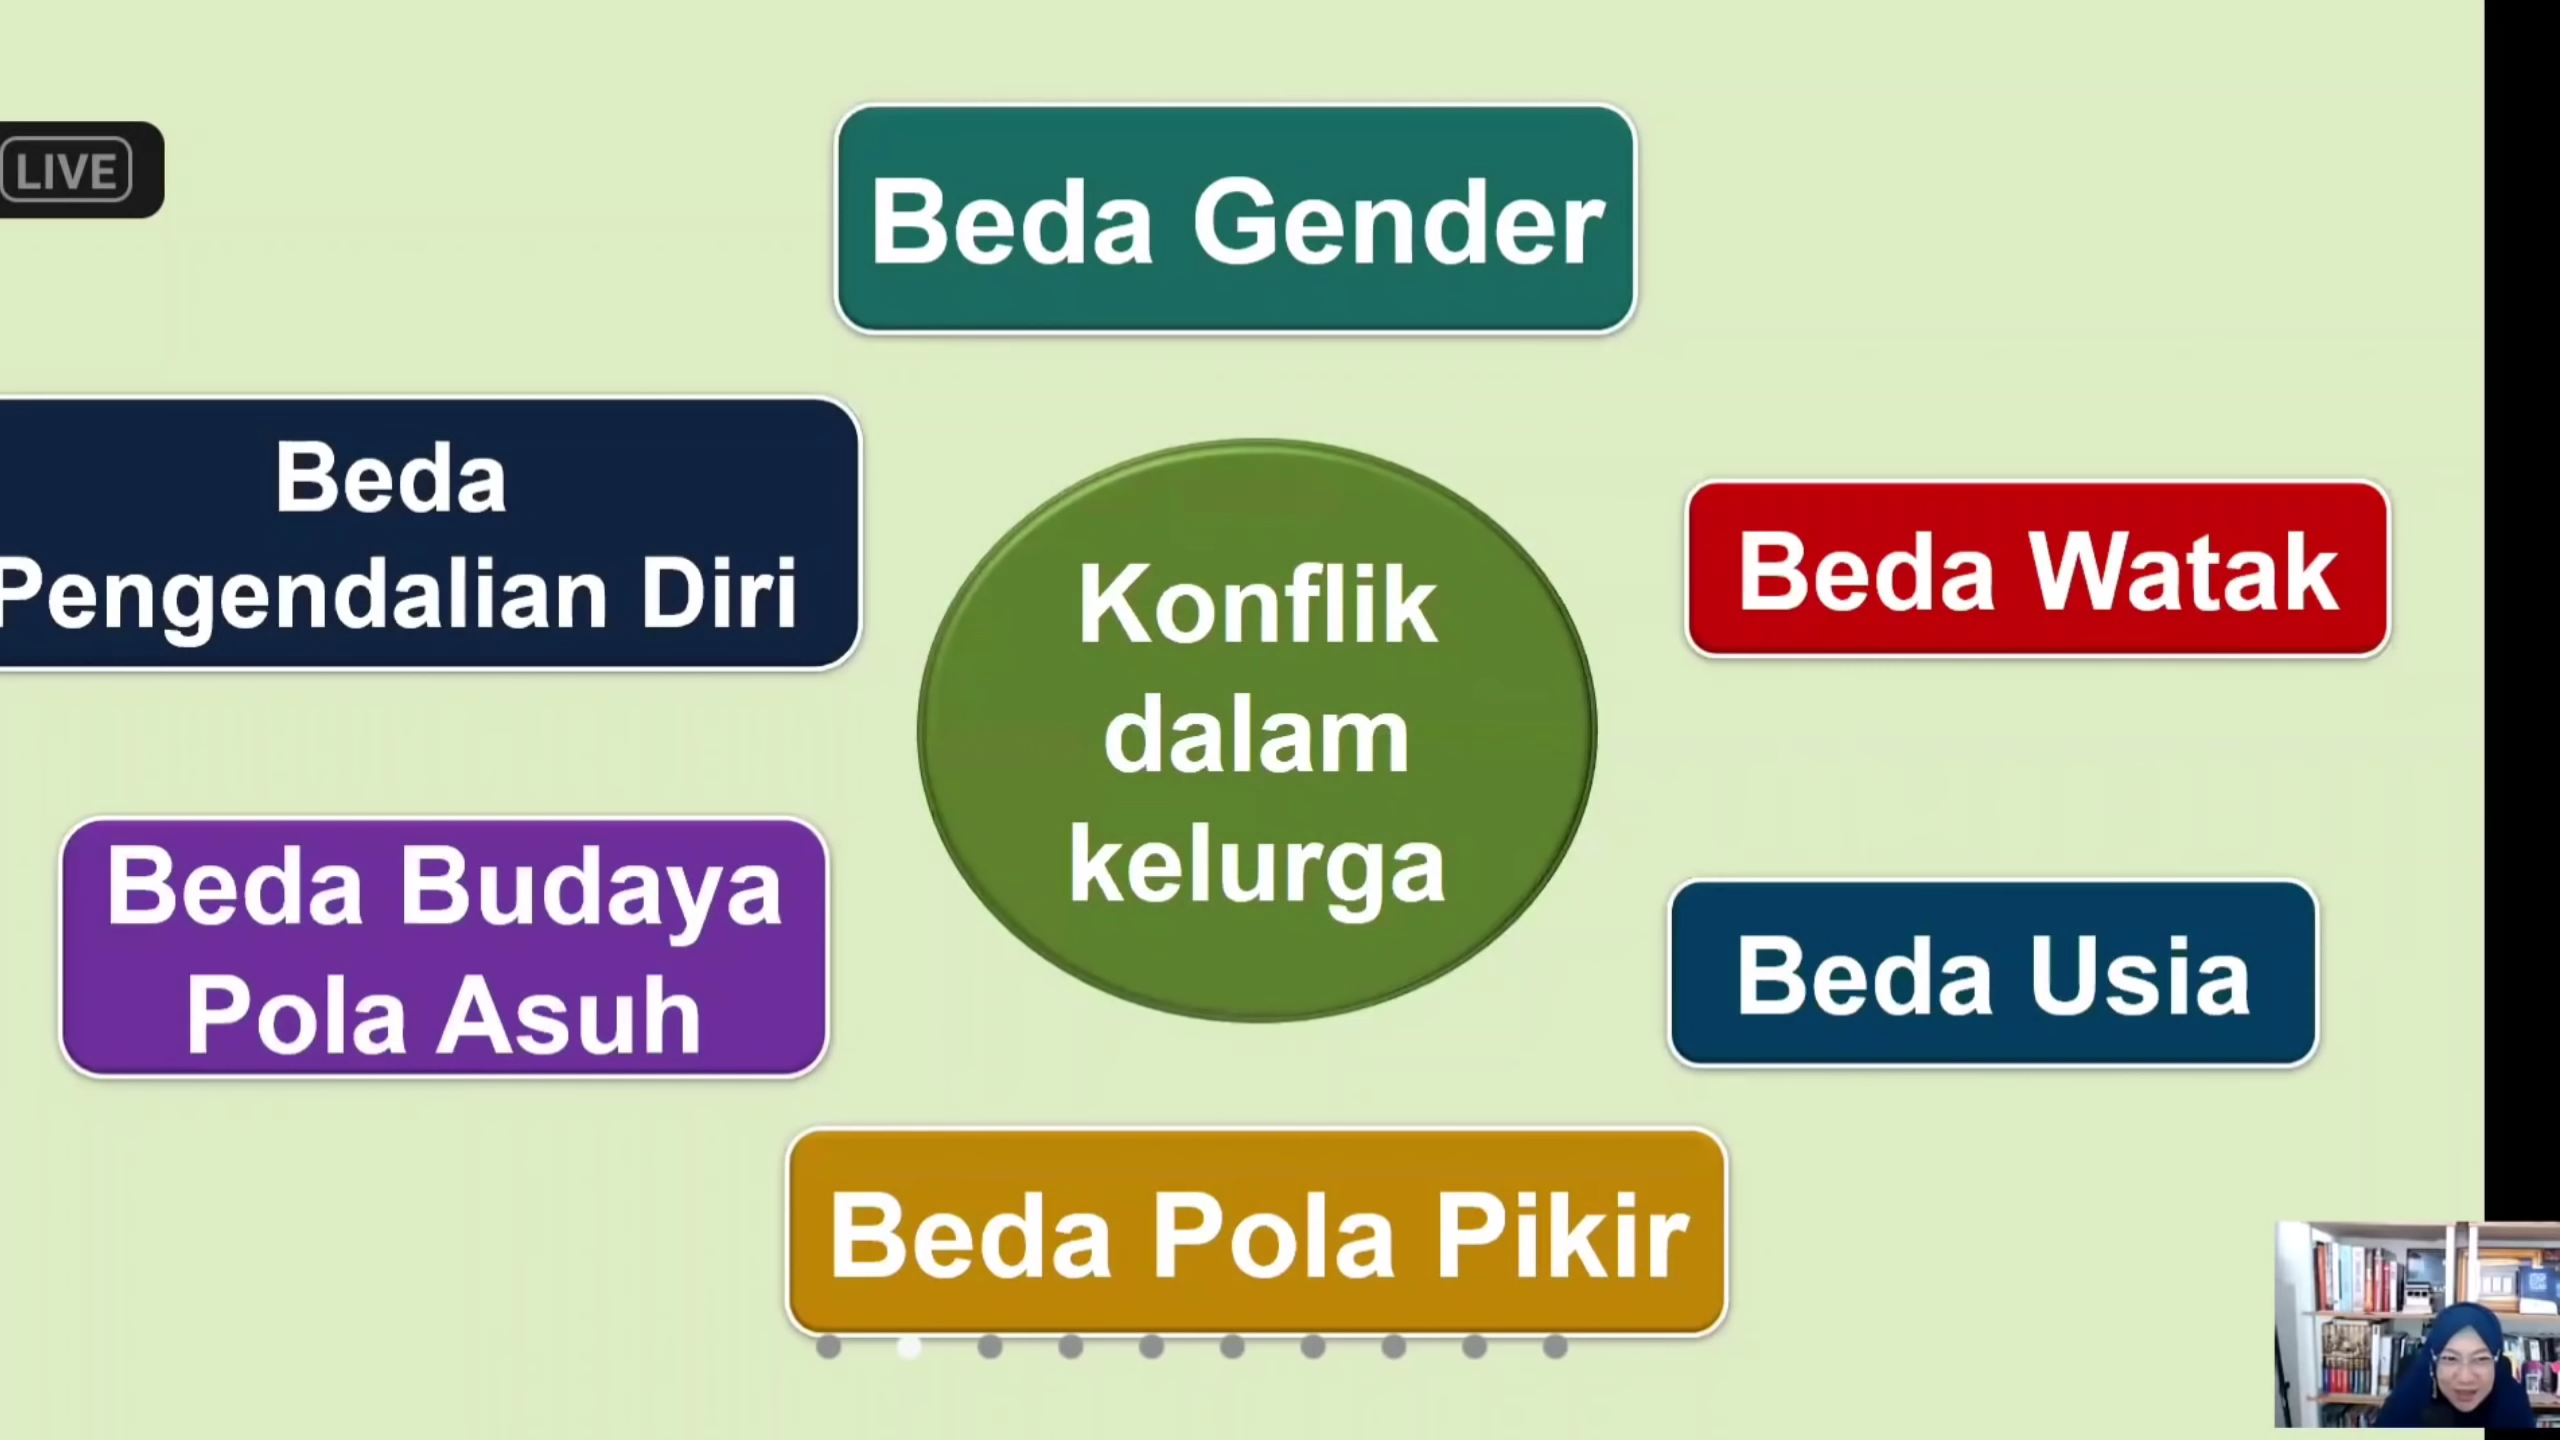 LIVE
Beda Gender
Beda
Pengendalian Diri
Konflik
dalam
kelurga
Beda Watak
Beda Budaya
Pola Asuh
Beda Usia
Beda Pola Pikir